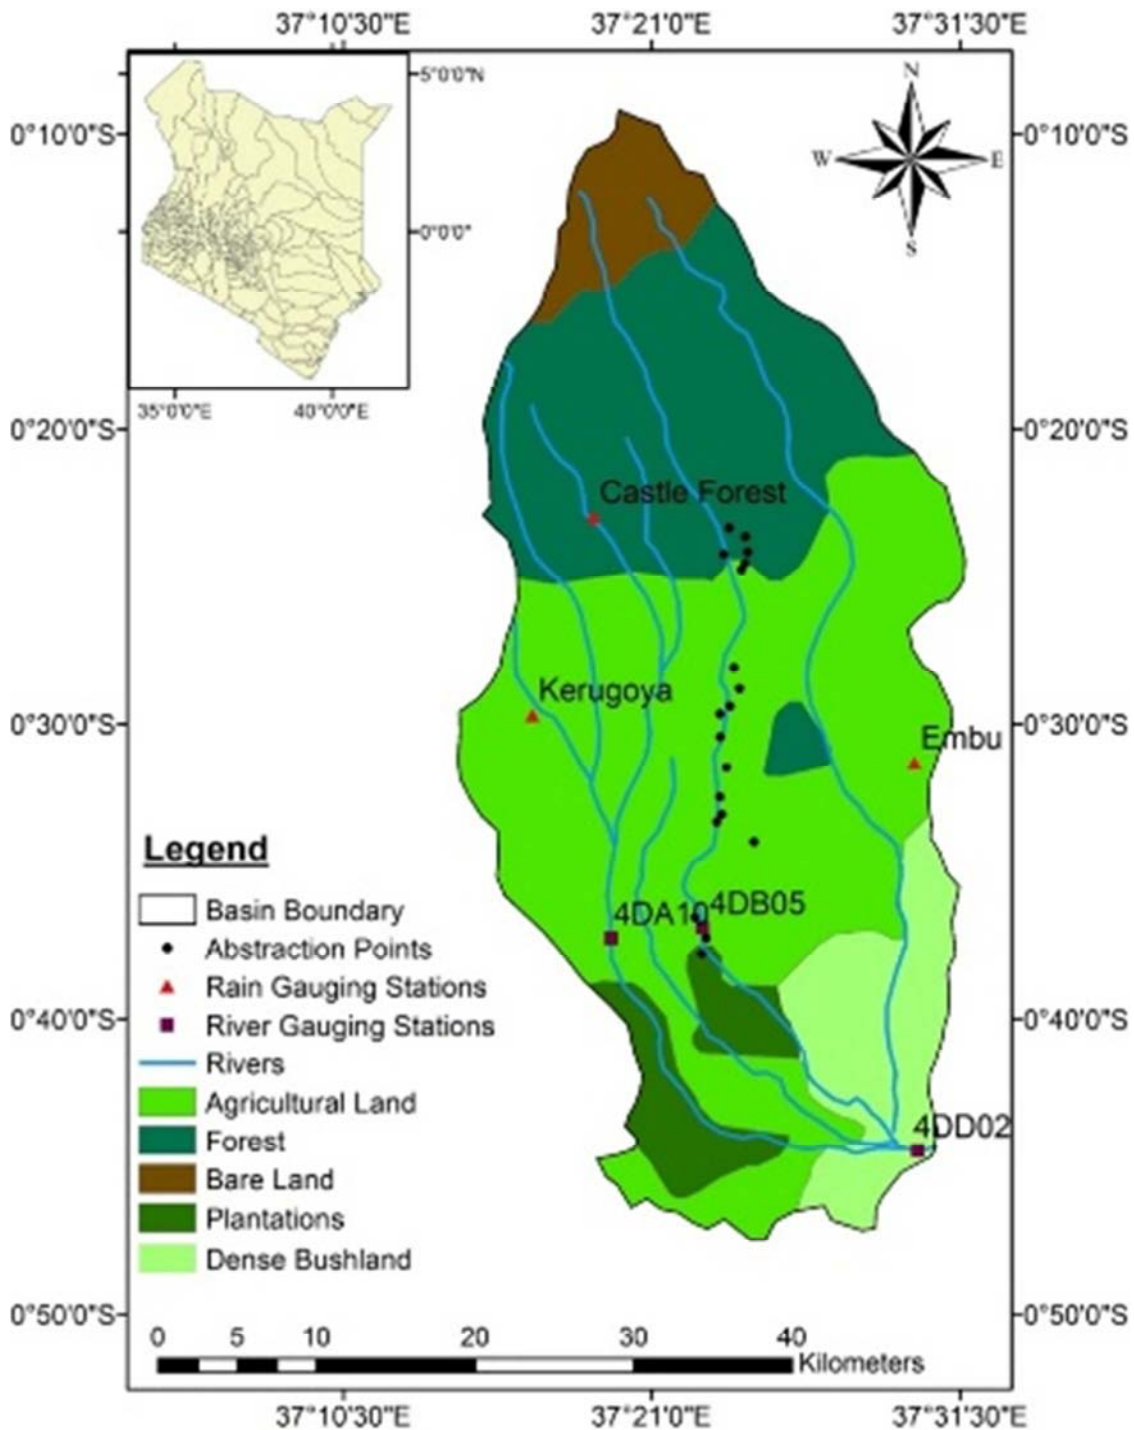 37°10'30"E 37°21'0"E 37°31'30"E
5°0'0"N
0°10'0"S 0°10'0"S
N
W E
S
0°0'0"
35°0'0"E 40°0'0"E
0°20'0"S 0°20'0"S
Castle Forest
Kerugoya
0°30'0"S 0°30'0"S
Embu
Legend
4DA10 4DB05
Basin Boundary
Abstraction Points
Rain Gauging Stations
River Gauging Stations
0°40'0"S 0°40'0"S
Rivers
Agricultural Land
4DD02
Forest
Bare Land
Plantations
Dense Bushland
0°50'0"S 0°50'0"S
0 5 10 20 30 40
Kilometers
37°10'30"E 37°21'0"E 37°31'30"E